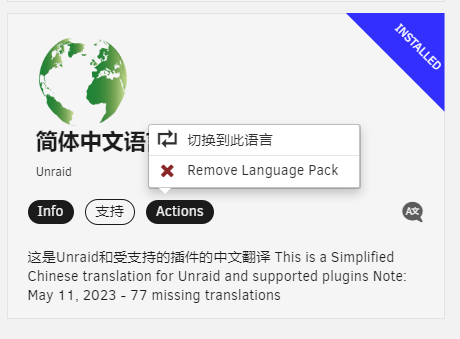 INSTALLED
简体中文语
切换到此语言
Unraid
Remove Language Pack
Info
支持
Actions
这是Unraid和受支持的插件的中文翻译 This is a Simplified
Chinese translation for Unraid and supported plugins Note:
May 11, 2023 - 77 missing translations